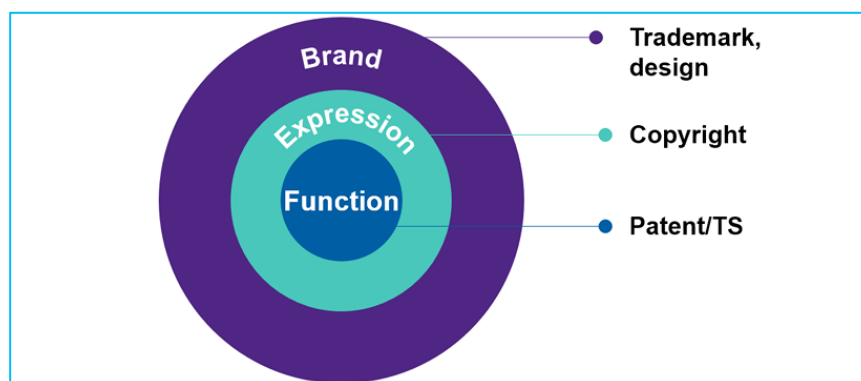 Brand
Trademark,
design
Expression
Copyright
Function
Patent/TS